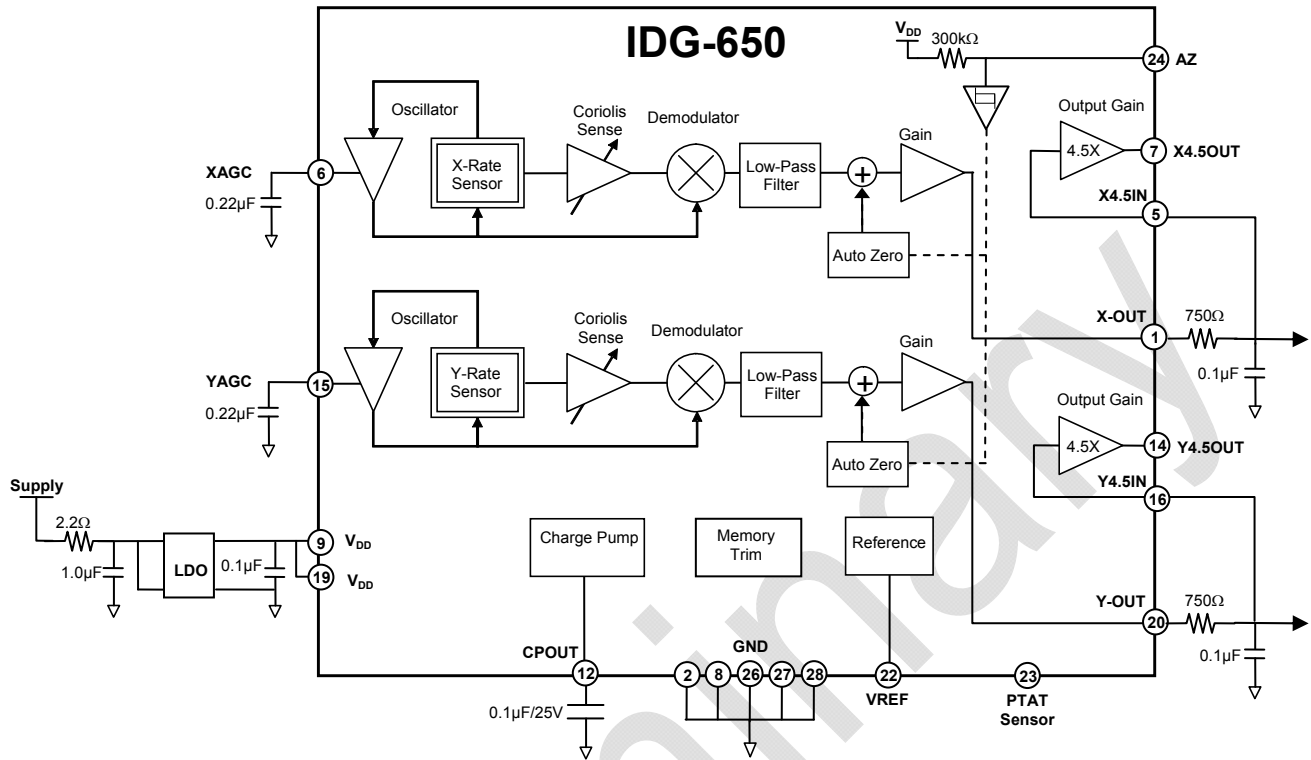 IDG-650
VDD
300kΩ
24
AZ
Oscillator
Coriolis
Sense
Demodulator
Gain
Output Gain
4.5X
7
X4.5OUT
XAGC
6
X-Rate
Sensor
Low-Pass
Filter
+
0.22µF
X4.5IN
5
Auto Zero
Oscillator
Coriolis
Sense
Demodulator
Gain
X-OUT
1
750Ω
0.1µF
YAGC
15
Y-Rate
Sensor
Low-Pass
Filter
+
0.22µF
Output Gain
4.5X
14
Y4.5OUT
Auto Zero
Y4.5IN
16
Supply
2.2Ω
1.0µF
LDO
0.1µF
9
VDD
19
VDD
Charge Pump
Memory
Trim
Reference
Y-OUT
20
750Ω
0.1µF
CPOUT
12
GND
2
8
26
27
28
22
VREF
23
PTAT
Sensor
0.1µF/25V
inary